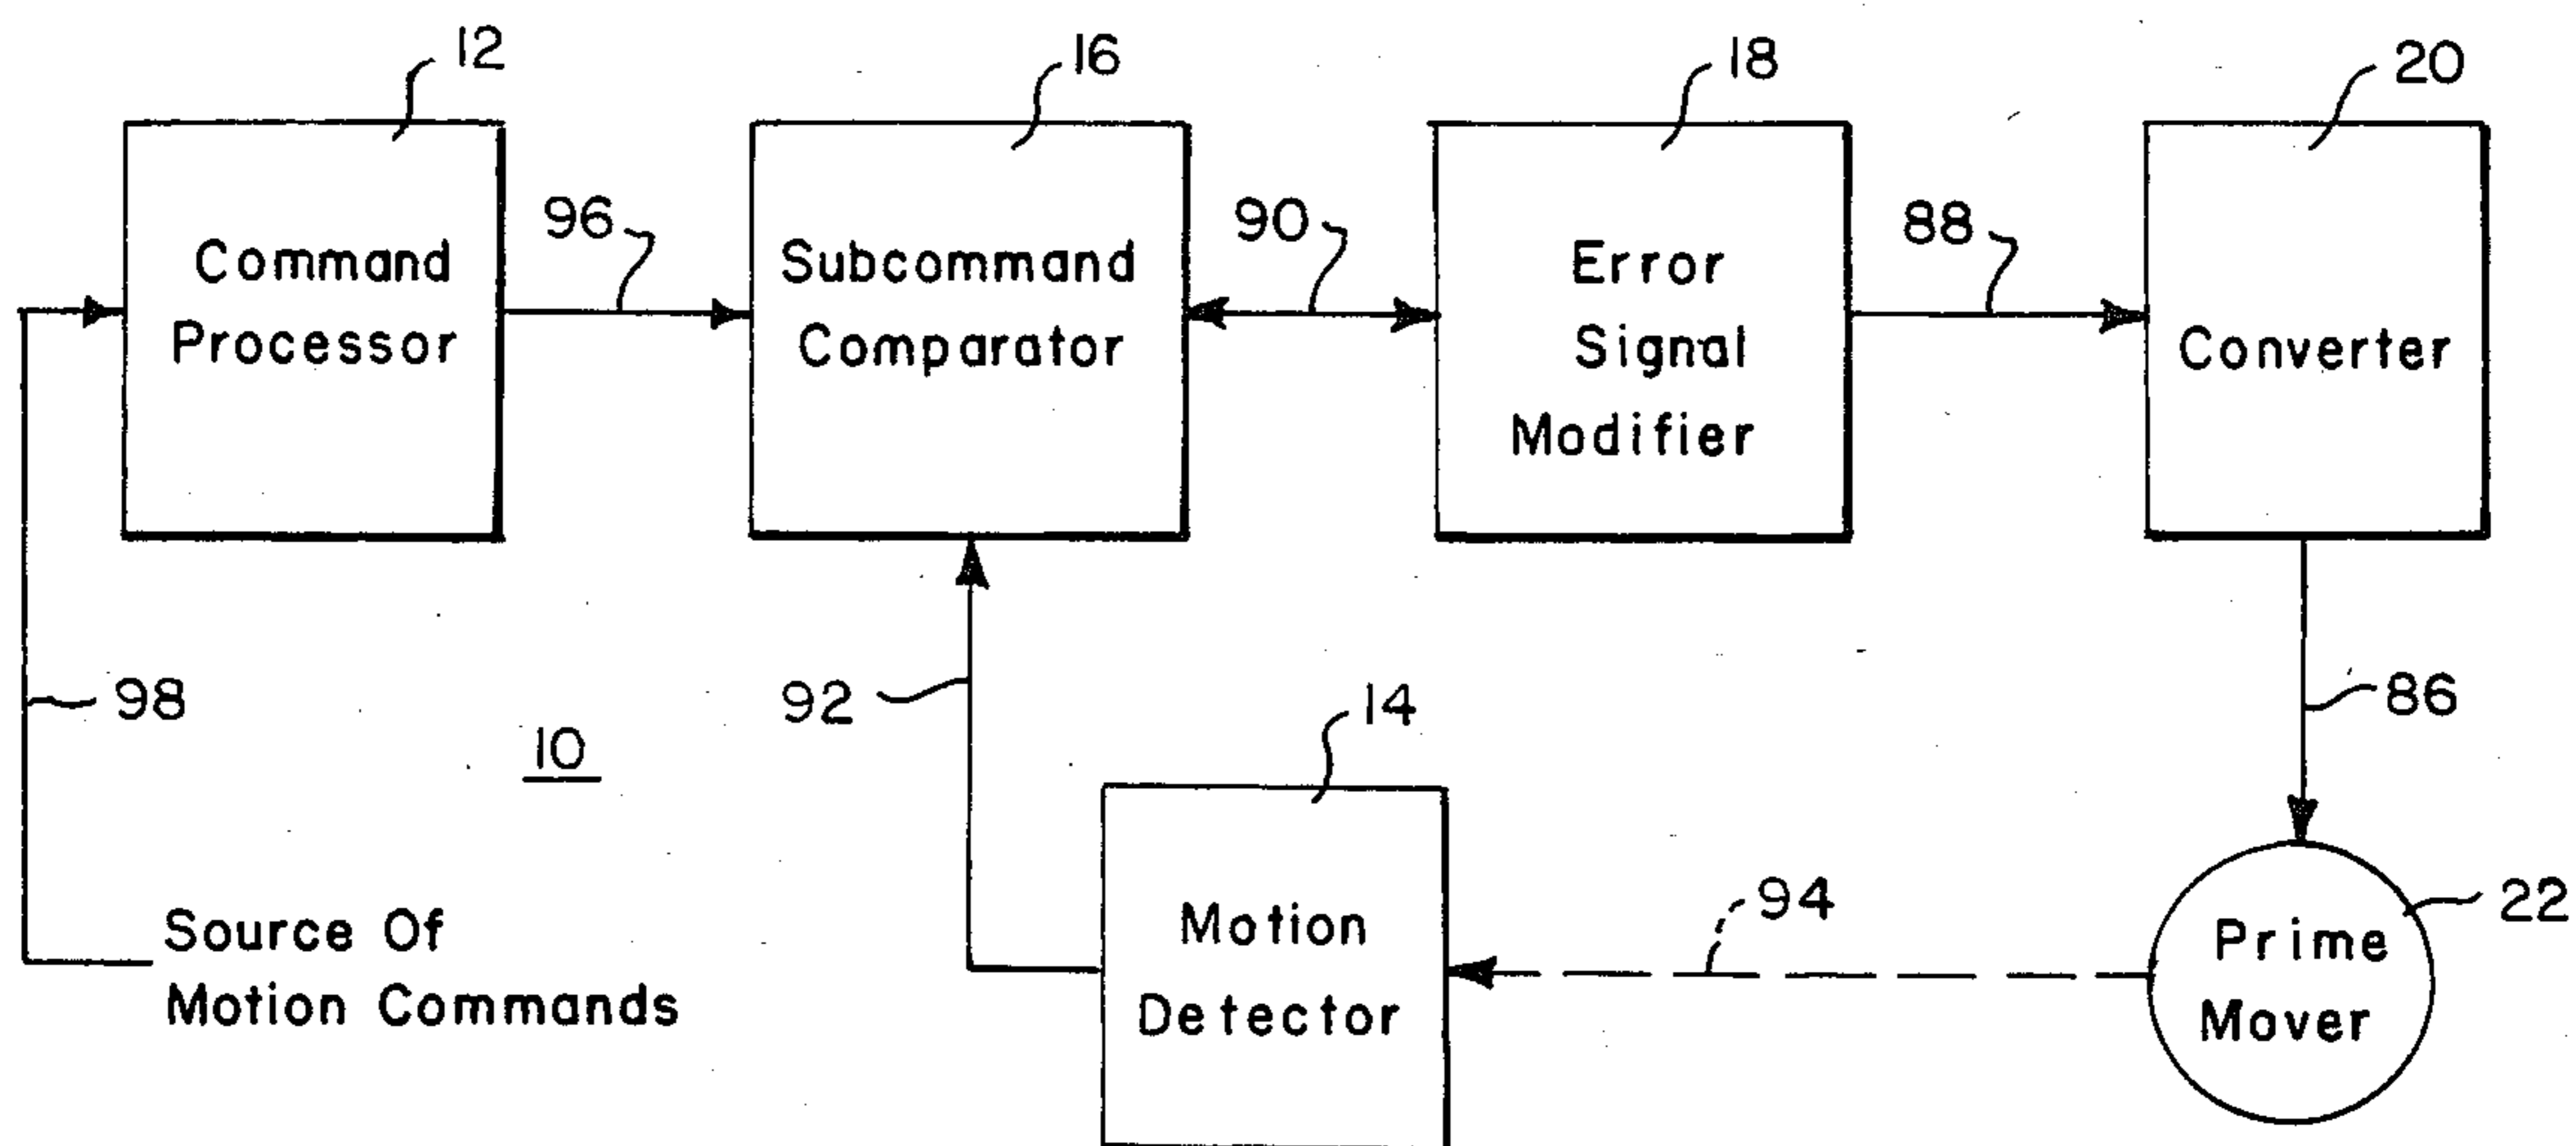 12
16
18
20
96
90
88
Command
Processor
Subcommand
Comparator
Error
Signal
Modifier
Converter
98
10
92
14
86
94
22
Source Of
Motion Commands
Motion
Detector
Prime
Mover